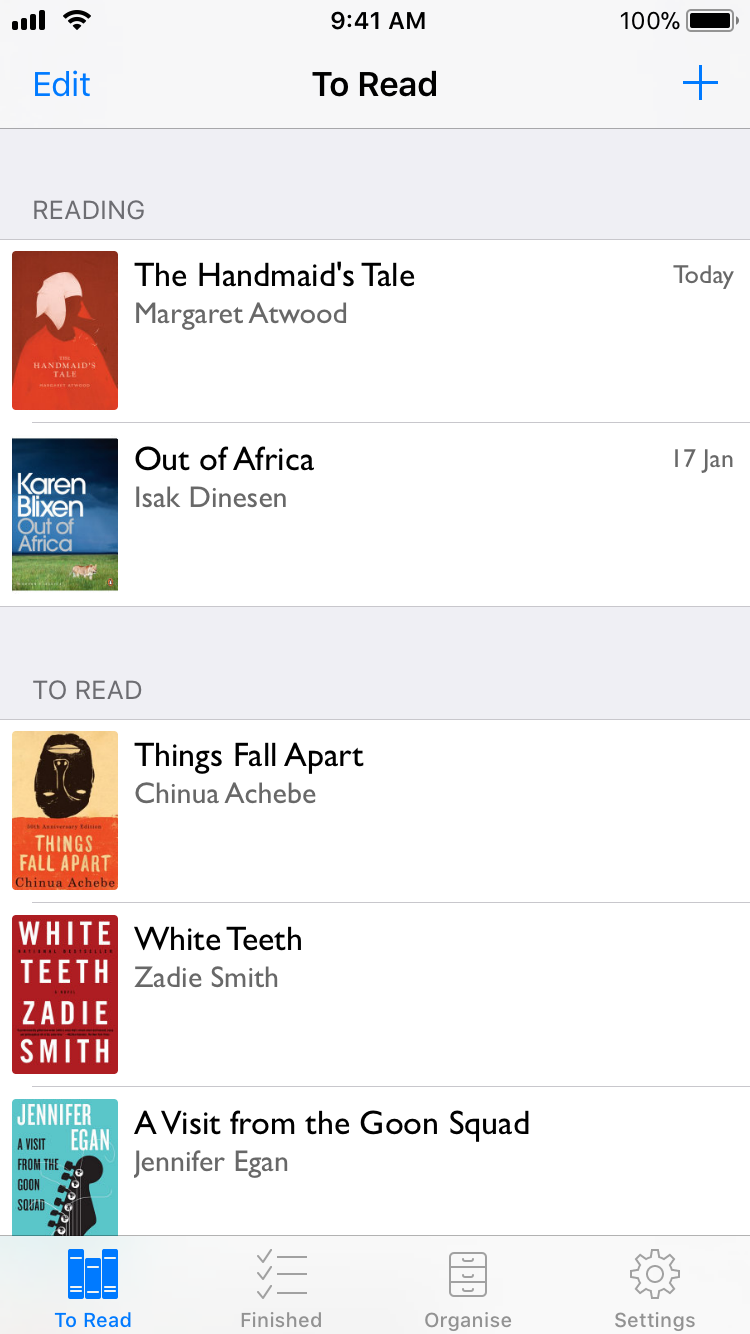 9:41 AM 100%
Edit To Read
READING
THE
HANDMAID'S
TALE
MARGARET ATWOOD
The Handmaid's Tale Today
Margaret Atwood
Karen
Blixen
Out of
Africa
Out of Africa 17 Jan
Isak Dinesen
TO READ
50th Anniversary Edition
THINGS
FALL APART
Chinua Achebe
Things Fall Apart
Chinua Achebe
WHITE
NATIONAL BESTSELLER
TEETH
A NOVEL
ZADIE
SMITH
White Teeth
Zadie Smith
JENNIFER
EGAN
A VISIT
FROM THE
GOON
SQUAD
A Visit from the Goon Squad
Jennifer Egan
To Read Finished Organise Settings